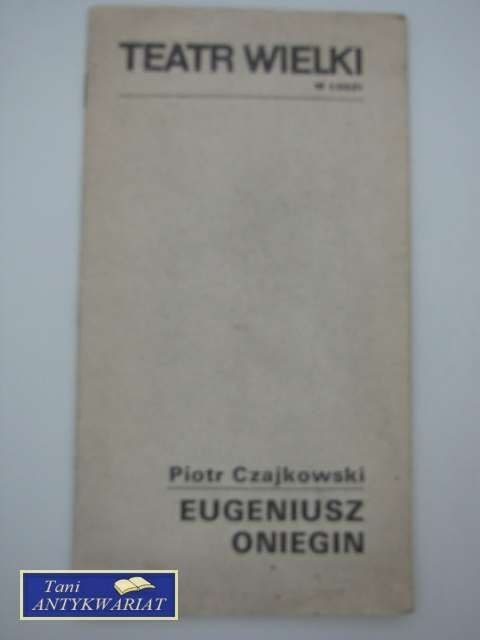 TEATR WIELKI
W ŁODZI
Piotr Czajkowski
EUGENIUSZ
ONIEGIN
Tani
ANTYKWARIAT